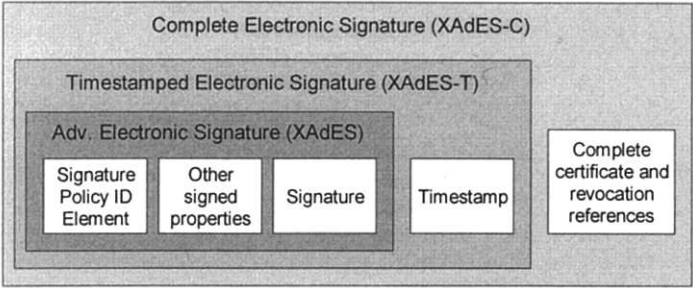 Complete Electronic Signature (XAdES-C)
Timestamped Electronic Signature (XAdES-T)
Adv. Electronic Signature (XAdES)
Signature
Policy ID
Element
Other
signed
properties
Signature
Timestamp
Complete
certificate and
revocation
references